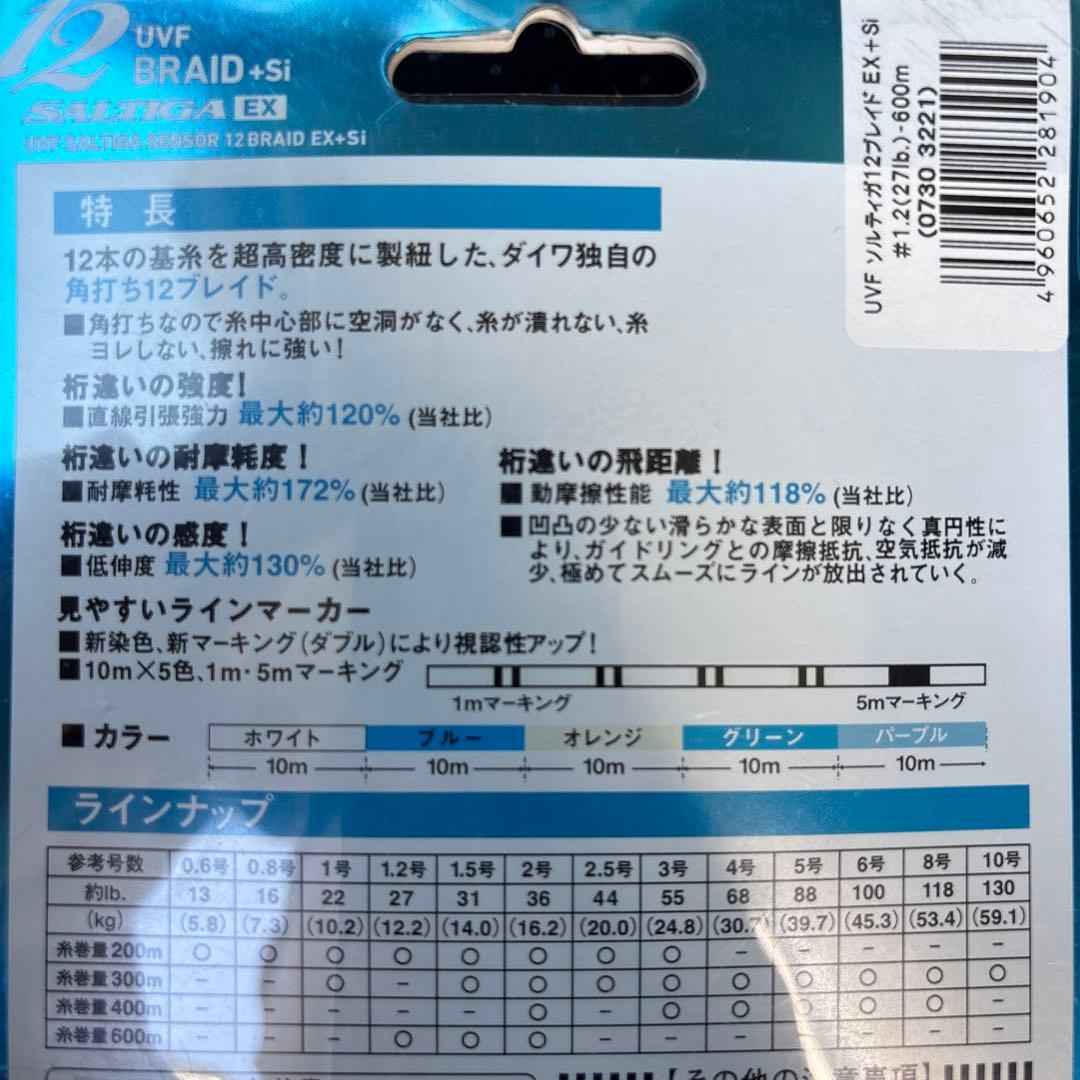 12 UVF
BRAID+Si
SALTIGA EX
UVF SALTIGA SENSOR 12BRAID EX+Si
UVF ソルティガ12ブレイド EX+Si
#1.2(27lb.)-600m
(0730 3221)
4 960652 281904
特 長
12本の基糸を超高密度に製紐した、ダイワ独自の
角打ち12ブレイド。
■角打ちなので糸中心部に空洞がなく、糸が潰れない、糸
ヨレしない、擦れに強い!
桁違いの強度!
■直線引張強力 最大約120% (当社比)
桁違いの耐摩耗度!
■耐摩耗性 最大約172% (当社比)
桁違いの感度!
■低伸度 最大約130% (当社比)
桁違いの飛距離!
■動摩擦性能 最大約118% (当社比)
■凹凸の少ない滑らかな表面と限りなく真円性に
より、ガイドリングとの摩擦抵抗、空気抵抗が減
少、極めてスムーズにラインが放出されていく。
見やすいラインマーカー
■新染色、新マーキング(ダブル)により視認性アップ!
■10m×5色、1m・5mマーキング
1mマーキング 5mマーキング
■カラー ホワイト ブルー オレンジ グリーン パープル
10m 10m 10m 10m 10m
ラインナップ
参考号数 0.6号 0.8号 1号 1.2号 1.5号 2号 2.5号 3号 4号 5号 6号 8号 10号
約lb. 13 16 22 27 31 36 44 55 68 88 100 118 130
(kg) (5.8) (7.3) (10.2) (12.2) (14.0) (16.2) (20.0) (24.8) (30.7) (39.7) (45.3) (53.4) (59.1)
糸巻量200m ○ ○ ○ ○ ○ ○ ○ ○ − − − − −
糸巻量300m − − ○ − ○ ○ ○ ○ ○ ○ ○ ○ ○
糸巻量400m − − − − − ○ − ○ ○ ○ ○ ○ −
糸巻量600m − − − ○ ○ ○ − − − − − − −
【その他の注意事項】